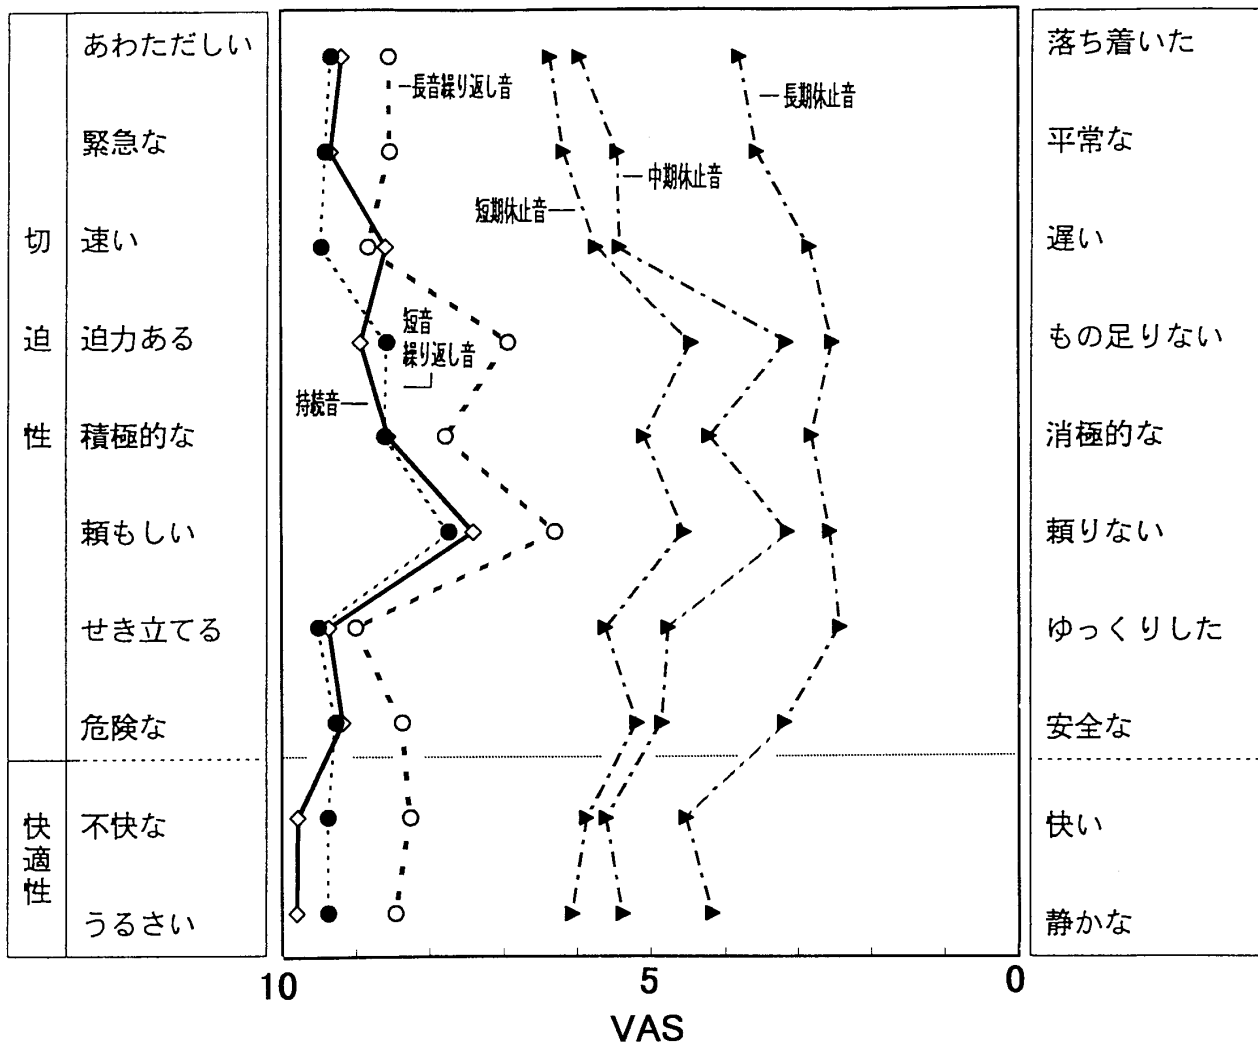 あわただしい
落ち着いた
長音繰り返し音
長期休止音
緊急な
平常な
中期休止音
短期休止音
切迫性
速い
遅い
迫力ある
もの足りない
短音
繰り返し音
持続音
積極的な
消極的な
頼もしい
頼りない
せき立てる
ゆっくりした
危険な
安全な
快適性
不快な
快い
うるさい
静かな
10
5
0
VAS